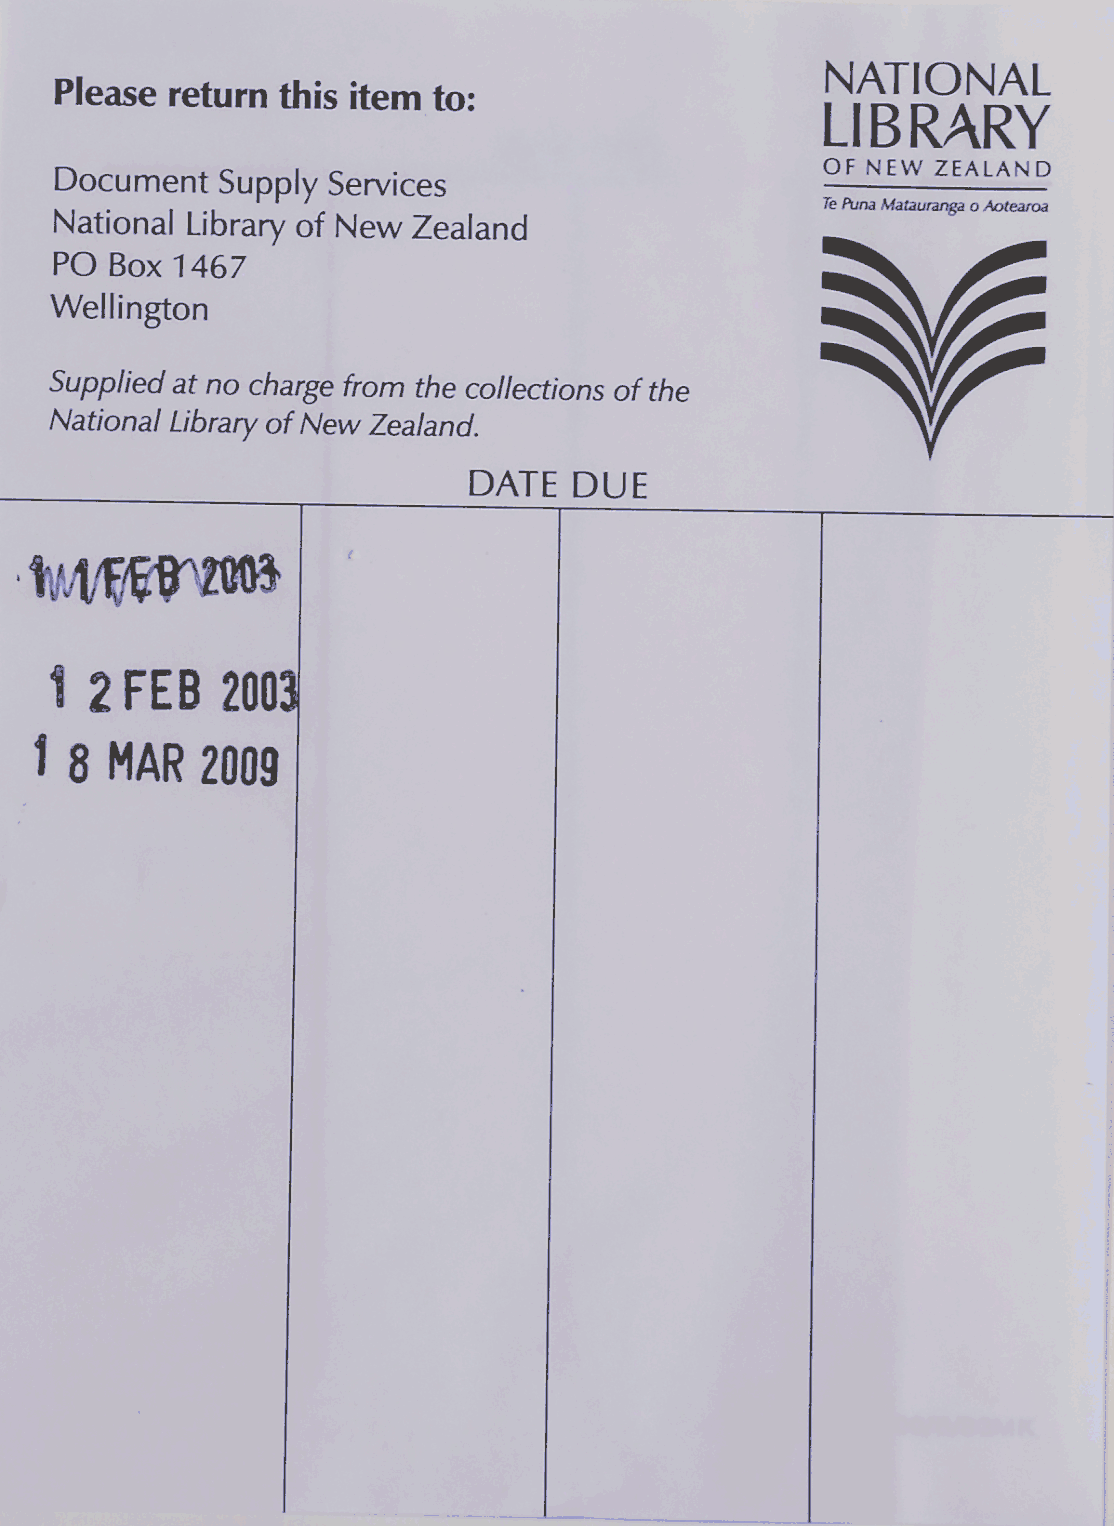 Please return this item to:
Document Supply Services
National Library of New Zealand
PO Box 1467
Wellington
Supplied at no charge from the collections of the
National Library of New Zealand.
NATIONAL
LIBRARY
OF NEW ZEALAND
Te Puna Matauranga o Aotearoa
DATE DUE
1 1 FEB 2003
1 2 FEB 2003
1 8 MAR 2009